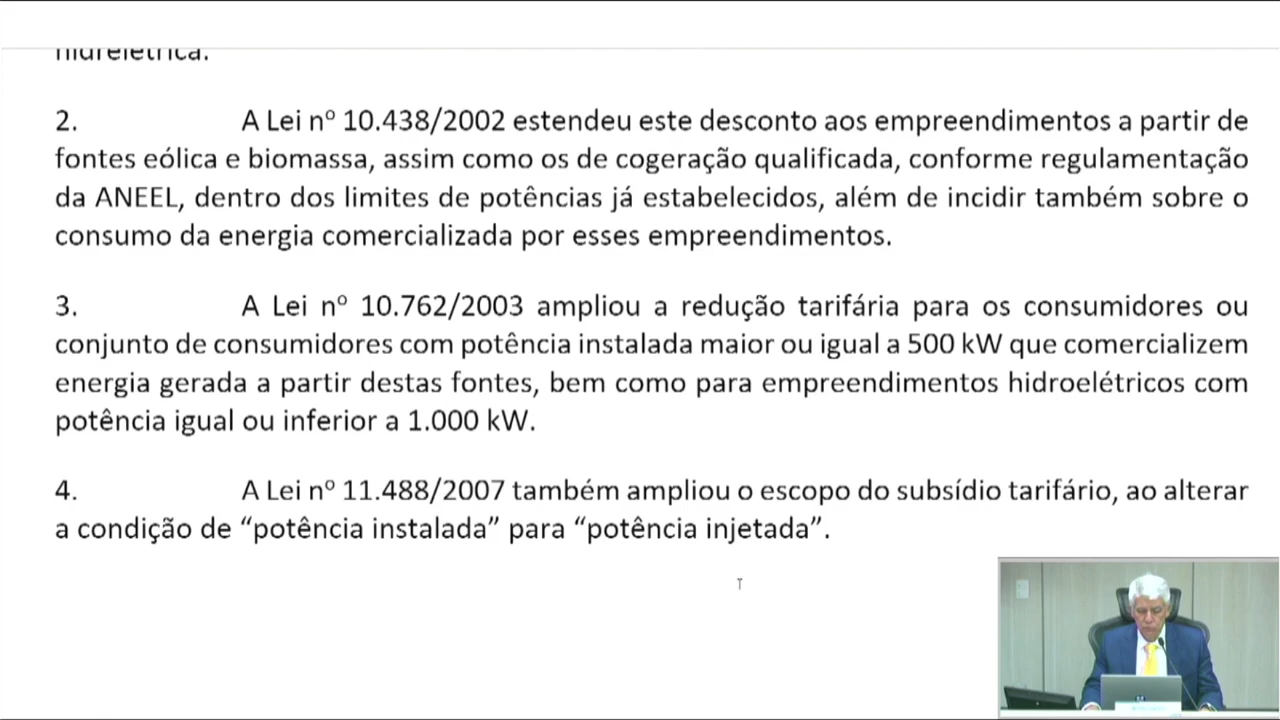 hidrelétrica.
2. A Lei nº 10.438/2002 estendeu este desconto aos empreendimentos a partir de
fontes eólica e biomassa, assim como os de cogeração qualificada, conforme regulamentação
da ANEEL, dentro dos limites de potências já estabelecidos, além de incidir também sobre o
consumo da energia comercializada por esses empreendimentos.
3. A Lei nº 10.762/2003 ampliou a redução tarifária para os consumidores ou
conjunto de consumidores com potência instalada maior ou igual a 500 kW que comercializem
energia gerada a partir destas fontes, bem como para empreendimentos hidroelétricos com
potência igual ou inferior a 1.000 kW.
4. A Lei nº 11.488/2007 também ampliou o escopo do subsídio tarifário, ao alterar
a condição de “potência instalada” para “potência injetada”.